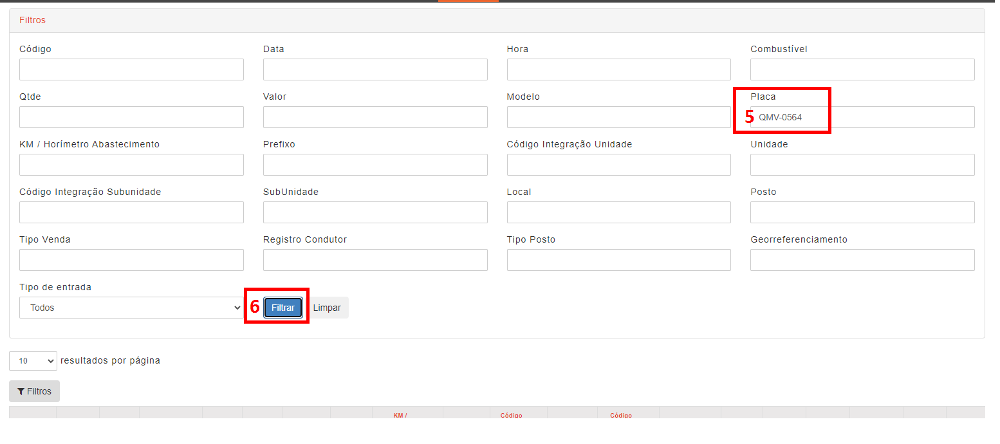 Filtros
Código Data Hora Combustível
Qtde Valor Modelo Placa
5 QMV-0564
KM / Horímetro Abastecimento Prefixo Código Integração Unidade Unidade
Código Integração Subunidade SubUnidade Local Posto
Tipo Venda Registro Condutor Tipo Posto Georreferenciamento
Tipo de entrada
Todos 6 Filtrar Limpar
10 resultados por página
Filtros
KM / Código Código